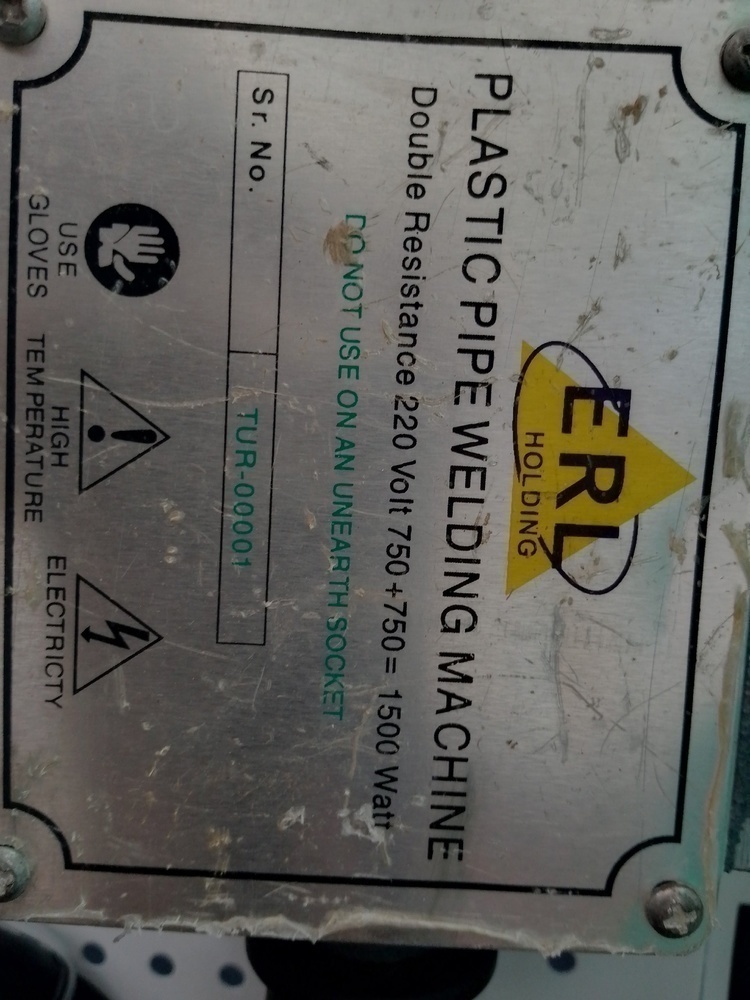 ERL
HOLDING
PLASTIC PIPE WELDING MACHINE
Double Resistance 220 Volt 750+750= 1500 Watt
DO NOT USE ON AN UNEARTH SOCKET
Sr. No. TUR-00001
USE
GLOVES
HIGH
TEMPERATURE
ELECTRICTY